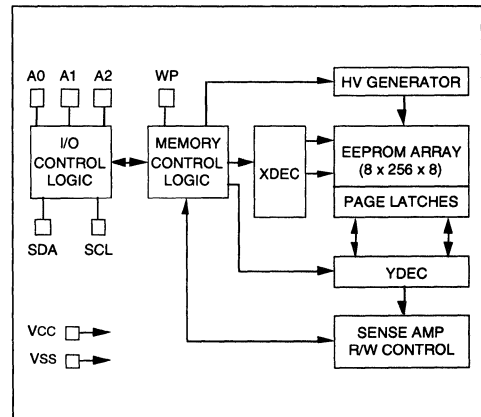 A0 A1 A2 WP
HV GENERATOR
I/O
CONTROL
LOGIC
MEMORY
CONTROL
LOGIC
XDEC
EEPROM ARRAY
(8 x 256 x 8)
PAGE LATCHES
SDA SCL
YDEC
SENSE AMP
R/W CONTROL
VCC
VSS